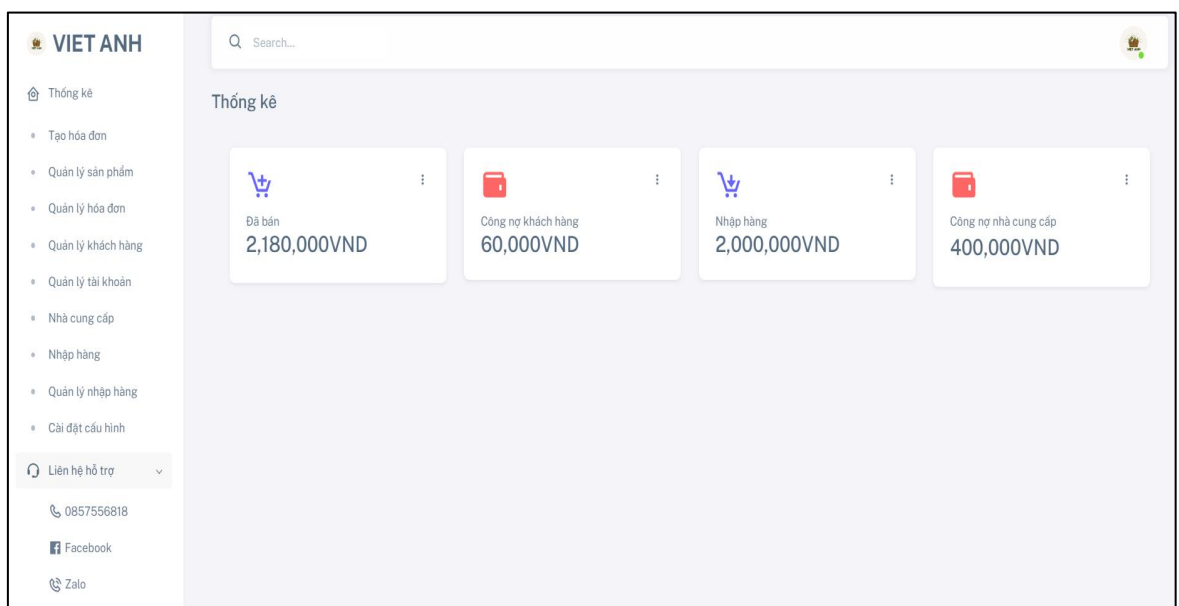 VIET ANH
Thống kê
Tạo hóa đơn
Quản lý sản phẩm
Quản lý hóa đơn
Quản lý khách hàng
Quản lý tài khoản
Nhà cung cấp
Nhập hàng
Quản lý nhập hàng
Cài đặt cấu hình
Liên hệ hỗ trợ
0857556818
Facebook
Zalo
Search...
Thống kê
Đã bán
2,180,000VND
Công nợ khách hàng
60,000VND
Nhập hàng
2,000,000VND
Công nợ nhà cung cấp
400,000VND